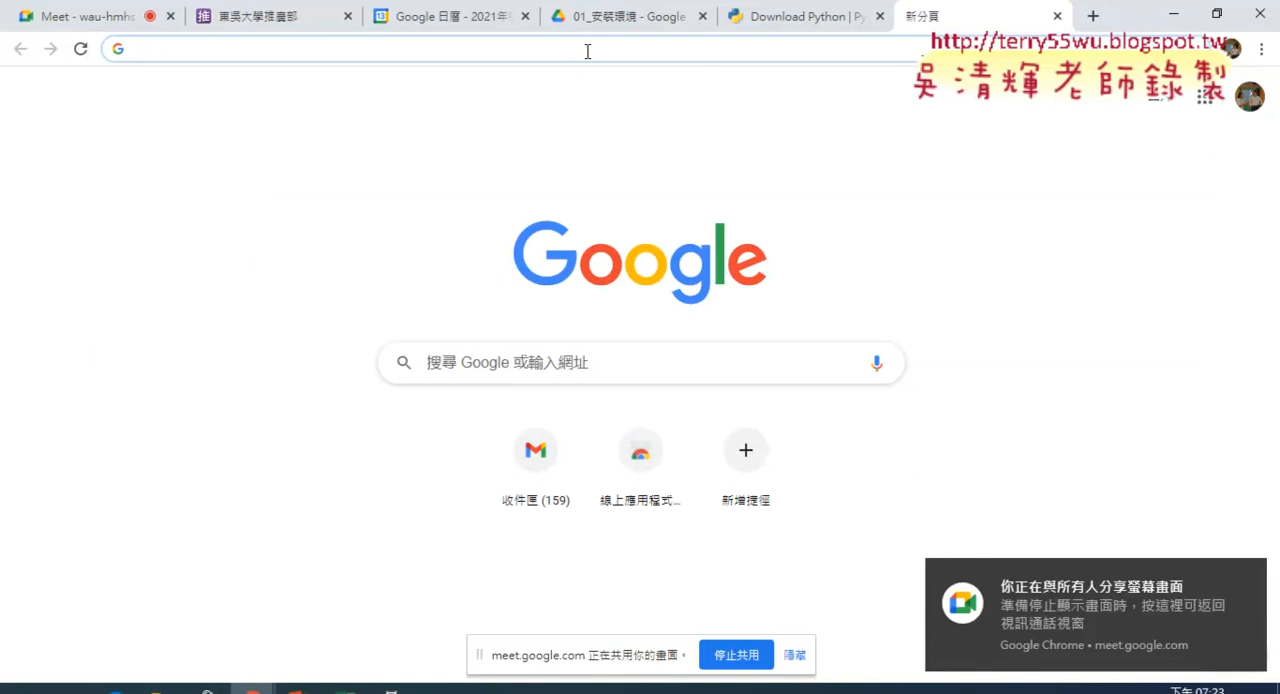 Meet - wau-hmhs
東吳大學推廣部
Google 日曆 - 2021年
01_安裝環境 - Google
Download Python | Py
新分頁
http://terry55wu.blogspot.tw
吳清輝老師錄製
Google
搜尋 Google 或輸入網址
收件匣 (159)
線上應用程式...
新增捷徑
你正在與所有人分享螢幕畫面
準備停止顯示畫面時，按這裡可返回
視訊通話視窗
Google Chrome • meet.google.com
meet.google.com 正在共用你的畫面。
停止共用
隱藏
下午 07:23